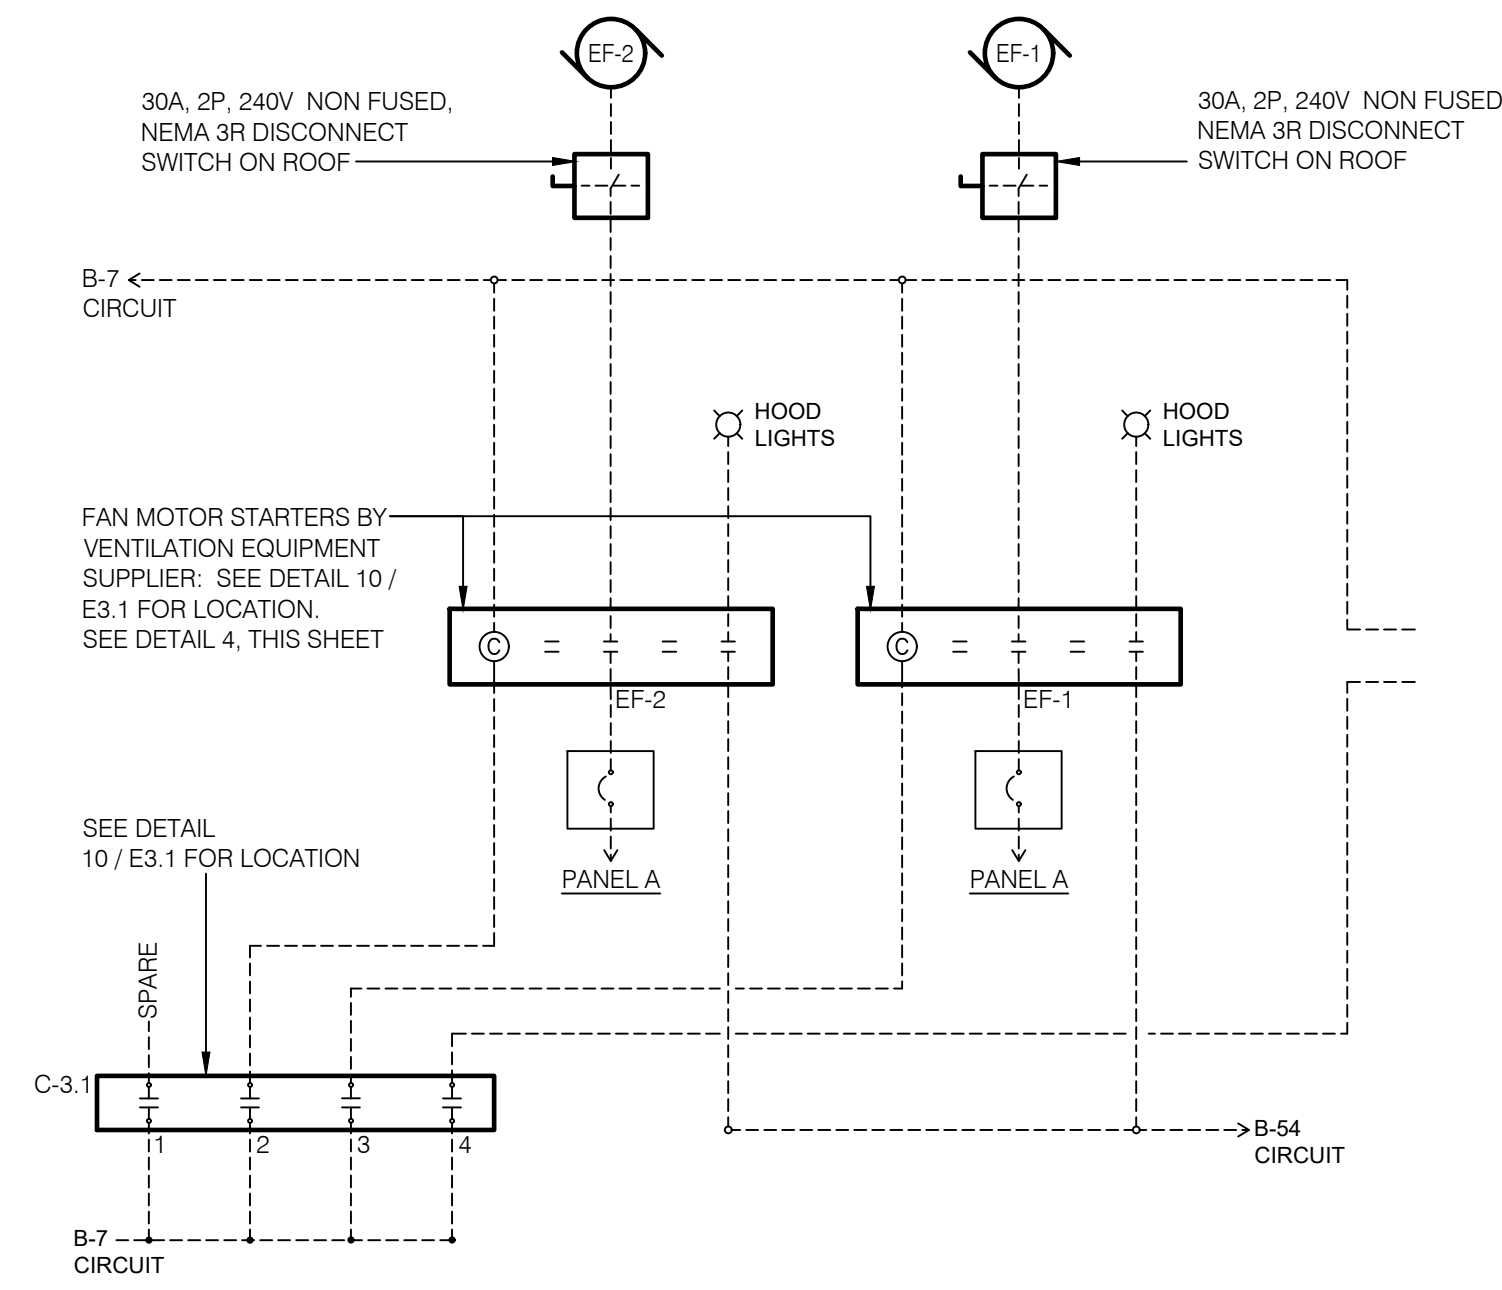 EF-2
EF-1
30A, 2P, 240V NON FUSED,
NEMA 3R DISCONNECT
SWITCH ON ROOF
30A, 2P, 240V NON FUSED
NEMA 3R DISCONNECT
SWITCH ON ROOF
B-7
CIRCUIT
HOOD
LIGHTS
HOOD
LIGHTS
FAN MOTOR STARTERS BY
VENTILATION EQUIPMENT
SUPPLIER: SEE DETAIL 10 /
E3.1 FOR LOCATION.
SEE DETAIL 4, THIS SHEET
C
C
EF-2
EF-1
SEE DETAIL
10 / E3.1 FOR LOCATION
PANEL A
PANEL A
SPARE
C-3.1
1
2
3
4
B-54
CIRCUIT
B-7
CIRCUIT